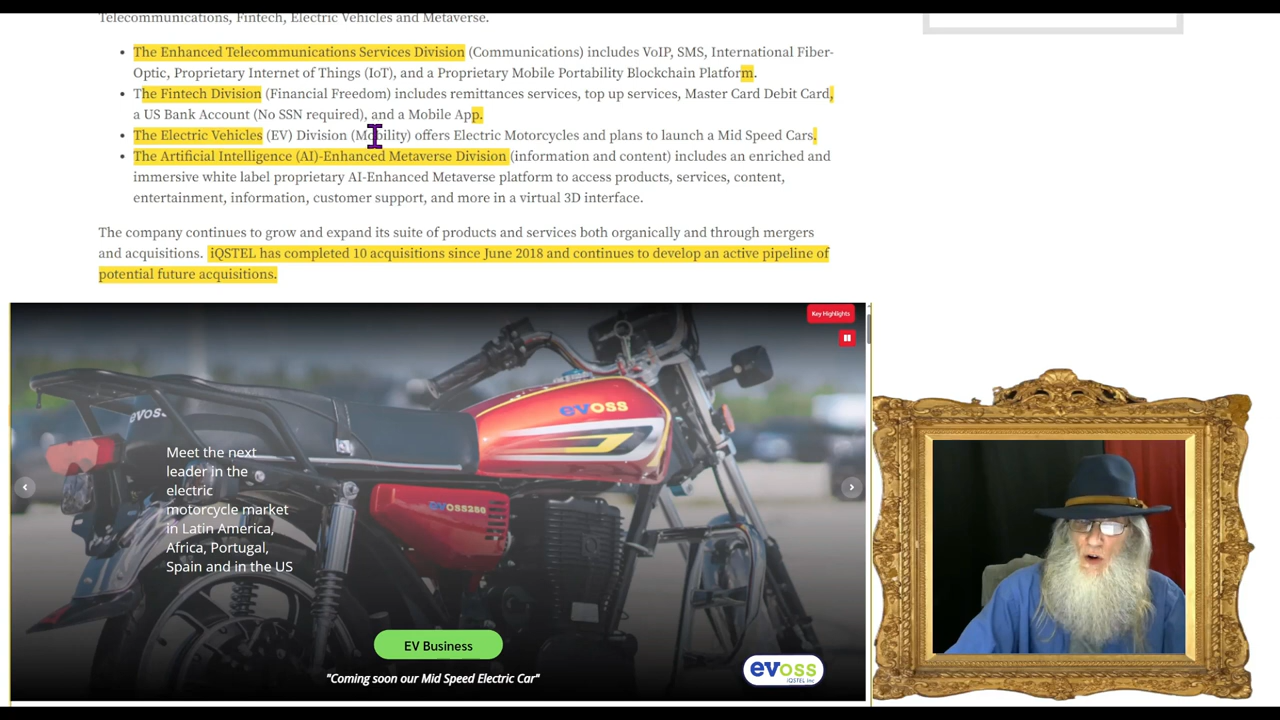 Telecommunications, Fintech, Electric Vehicles and Metaverse.
The Enhanced Telecommunications Services Division (Communications) includes VoIP, SMS, International Fiber-
Optic, Proprietary Internet of Things (IoT), and a Proprietary Mobile Portability Blockchain Platform.
The Fintech Division (Financial Freedom) includes remittances services, top up services, Master Card Debit Card,
a US Bank Account (No SSN required), and a Mobile App.
The Electric Vehicles (EV) Division (Mobility) offers Electric Motorcycles and plans to launch a Mid Speed Cars.
The Artificial Intelligence (AI)-Enhanced Metaverse Division (information and content) includes an enriched and
immersive white label proprietary AI-Enhanced Metaverse platform to access products, services, content,
entertainment, information, customer support, and more in a virtual 3D interface.
The company continues to grow and expand its suite of products and services both organically and through mergers
and acquisitions. iQSTEL has completed 10 acquisitions since June 2018 and continues to develop an active pipeline of
potential future acquisitions.
Key Highlights
evoss
evoss
EVOSS250
Meet the next
leader in the
electric
motorcycle market
in Latin America,
Africa, Portugal,
Spain and in the US
EV Business
"Coming soon our Mid Speed Electric Car"
evoss
iQSTEL Inc